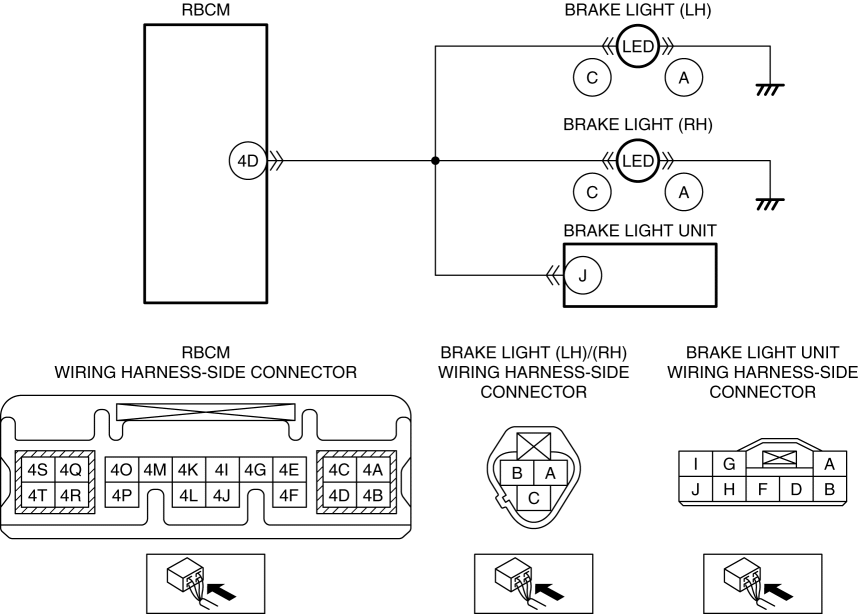 RBCM
BRAKE LIGHT (LH)
LED
C
A
BRAKE LIGHT (RH)
4D
LED
C
A
BRAKE LIGHT UNIT
J
RBCM
WIRING HARNESS-SIDE CONNECTOR
BRAKE LIGHT (LH)/(RH)
WIRING HARNESS-SIDE
CONNECTOR
BRAKE LIGHT UNIT
WIRING HARNESS-SIDE
CONNECTOR
4S 4Q 4O 4M 4K 4I 4G 4E 4C 4A
4T 4R 4P 4L 4J 4F 4D 4B
B A
C
I G A
J H F D B